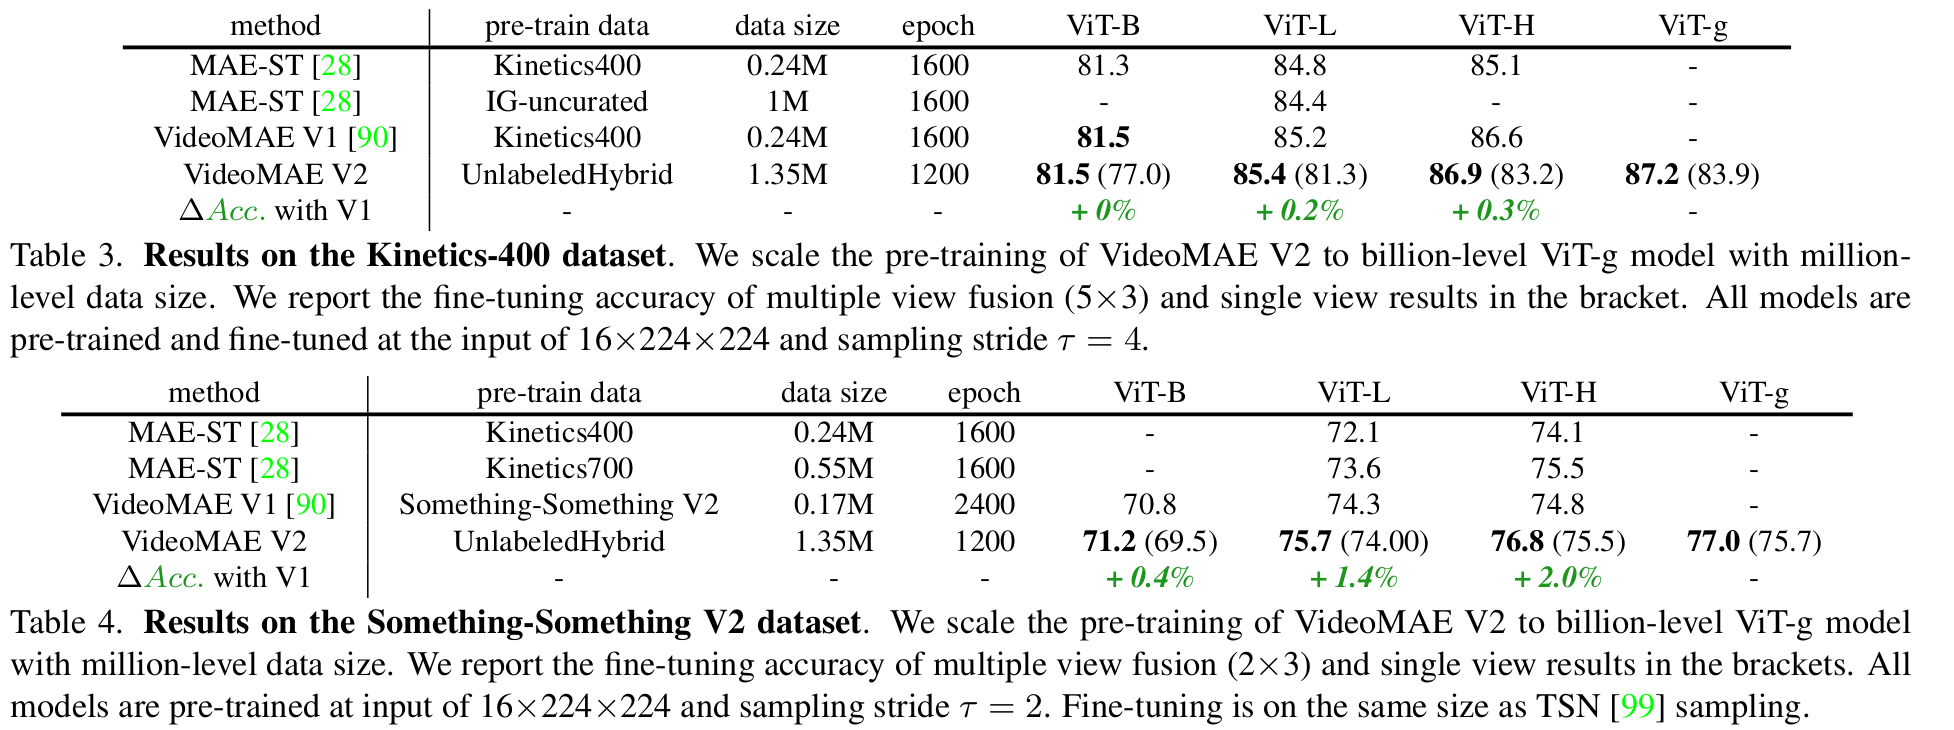 method pre-train data data size epoch ViT-B ViT-L ViT-H ViT-g
MAE-ST [28] Kinetics400 0.24M 1600 81.3 84.8 85.1 -
MAE-ST [28] IG-uncurated 1M 1600 - 84.4 - -
VideoMAE V1 [90] Kinetics400 0.24M 1600 81.5 85.2 86.6 -
VideoMAE V2 UnlabeledHybrid 1.35M 1200 81.5 (77.0) 85.4 (81.3) 86.9 (83.2) 87.2 (83.9)
ΔAcc. with V1 - - - + 0% + 0.2% + 0.3% -
Table 3. Results on the Kinetics-400 dataset. We scale the pre-training of VideoMAE V2 to billion-level ViT-g model with million-
level data size. We report the fine-tuning accuracy of multiple view fusion (5×3) and single view results in the bracket. All models are
pre-trained and fine-tuned at the input of 16×224×224 and sampling stride τ = 4.
method pre-train data data size epoch ViT-B ViT-L ViT-H ViT-g
MAE-ST [28] Kinetics400 0.24M 1600 - 72.1 74.1 -
MAE-ST [28] Kinetics700 0.55M 1600 - 73.6 75.5 -
VideoMAE V1 [90] Something-Something V2 0.17M 2400 70.8 74.3 74.8 -
VideoMAE V2 UnlabeledHybrid 1.35M 1200 71.2 (69.5) 75.7 (74.00) 76.8 (75.5) 77.0 (75.7)
ΔAcc. with V1 - - - + 0.4% + 1.4% + 2.0% -
Table 4. Results on the Something-Something V2 dataset. We scale the pre-training of VideoMAE V2 to billion-level ViT-g model
with million-level data size. We report the fine-tuning accuracy of multiple view fusion (2×3) and single view results in the brackets. All
models are pre-trained at input of 16×224×224 and sampling stride τ = 2. Fine-tuning is on the same size as TSN [99] sampling.